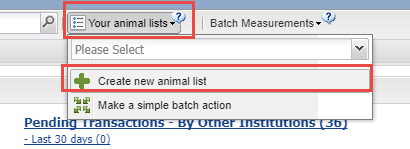 Your animal lists
Batch Measurements
Please Select
Create new animal list
Make a simple batch action
Pending Transactions - By Other Institutions (36)
- Last 30 days (0)